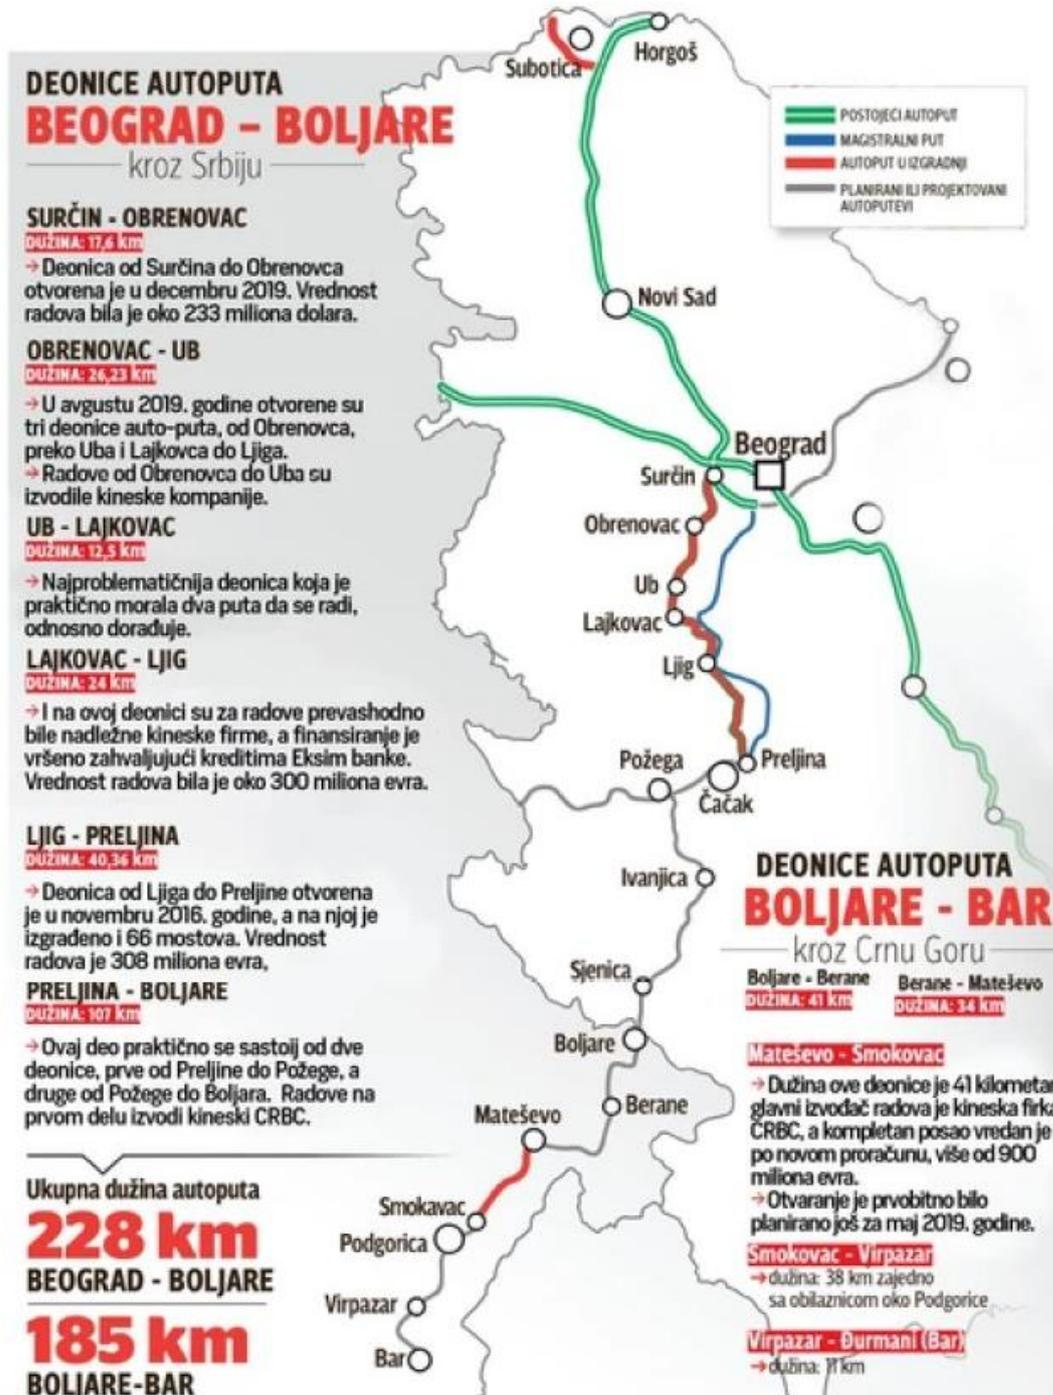 DEONICE AUTOPUTA
BEOGRAD – BOLJARE
kroz Srbiju
SURČIN - OBRENOVAC
DUŽINA: 17,6 km
→ Deonica od Surčina do Obrenovca
otvorena je u decembru 2019. Vrednost
radova bila je oko 233 miliona dolara.
OBRENOVAC - UB
DUŽINA: 26,23 km
→ U avgustu 2019. godine otvorene su
tri deonice auto-puta, od Obrenovca,
preko Uba i Lajkovca do Ljiga.
→ Radove od Obrenovca do Uba su
izvodile kineske kompanije.
UB - LAJKOVAC
DUŽINA: 12,5 km
→ Najproblematičnija deonica koja je
praktično morala dva puta da se radi,
odnosno dorađuje.
LAJKOVAC - LJIG
DUŽINA: 24 km
→ I na ovoj deonici su za radove prevashodno
bile nadležne kineske firme, a finansiranje je
vršeno zahvaljujući kreditima Eksim banke.
Vrednost radova bila je oko 300 miliona evra.
LJIG - PRELJINA
DUŽINA: 40,36 km
→ Deonica od Ljiga do Preljine otvorena
je u novembru 2016. godine, a na njoj je
izgrađeno i 66 mostova. Vrednost
radova je 308 miliona evra,
PRELJINA - BOLJARE
DUŽINA: 107 km
→ Ovaj deo praktično se sastoij od dve
deonice, prve od Preljine do Požege, a
druge od Požege do Boljara. Radove na
prvom delu izvodi kineski CRBC.
Ukupna dužina autoputa
228 km
BEOGRAD - BOLJARE
185 km
BOLJARE-BAR
POSTOJECI AUTOPUT
MAGISTRALNI PUT
AUTOPUT U IZGRADNJI
PLANIRANI ILI PROJEKTOVANI
AUTOPUTEVI
Subotica
Horgoš
Novi Sad
Beograd
Surčin
Obrenovac
Ub
Lajkovac
Ljig
Požega
Preljina
Čačak
Ivanjica
Sjenica
Boljare
Berane
Mateševo
Smokavac
Podgorica
Virpazar
Bar
DEONICE AUTOPUTA
BOLJARE - BAR
kroz Crnu Goru
Boljare - Berane
DUŽINA: 41 km
Berane - Mateševo
DUŽINA: 34 km
Mateševo - Smokovac
→ Dužina ove deonice je 41 kilometar
glavni izvođač radova je kineska firka
CRBC, a kompletan posao vredan je
po novom proračunu, više od 900
miliona evra.
→ Otvaranje je prvobitno bilo
planirano još za maj 2019. godine.
Smokovac - Virpazar
→ dužina: 38 km zajedno
sa obilaznicom oko Podgorice
Virpazar - Đurmani (Bar)
→ dužina: 11 km